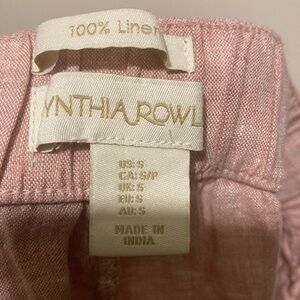 100% Linen
YNTHIA ROWL
US: S
CA: S/P
UK: S
EU: S
AU: S
MADE IN
INDIA